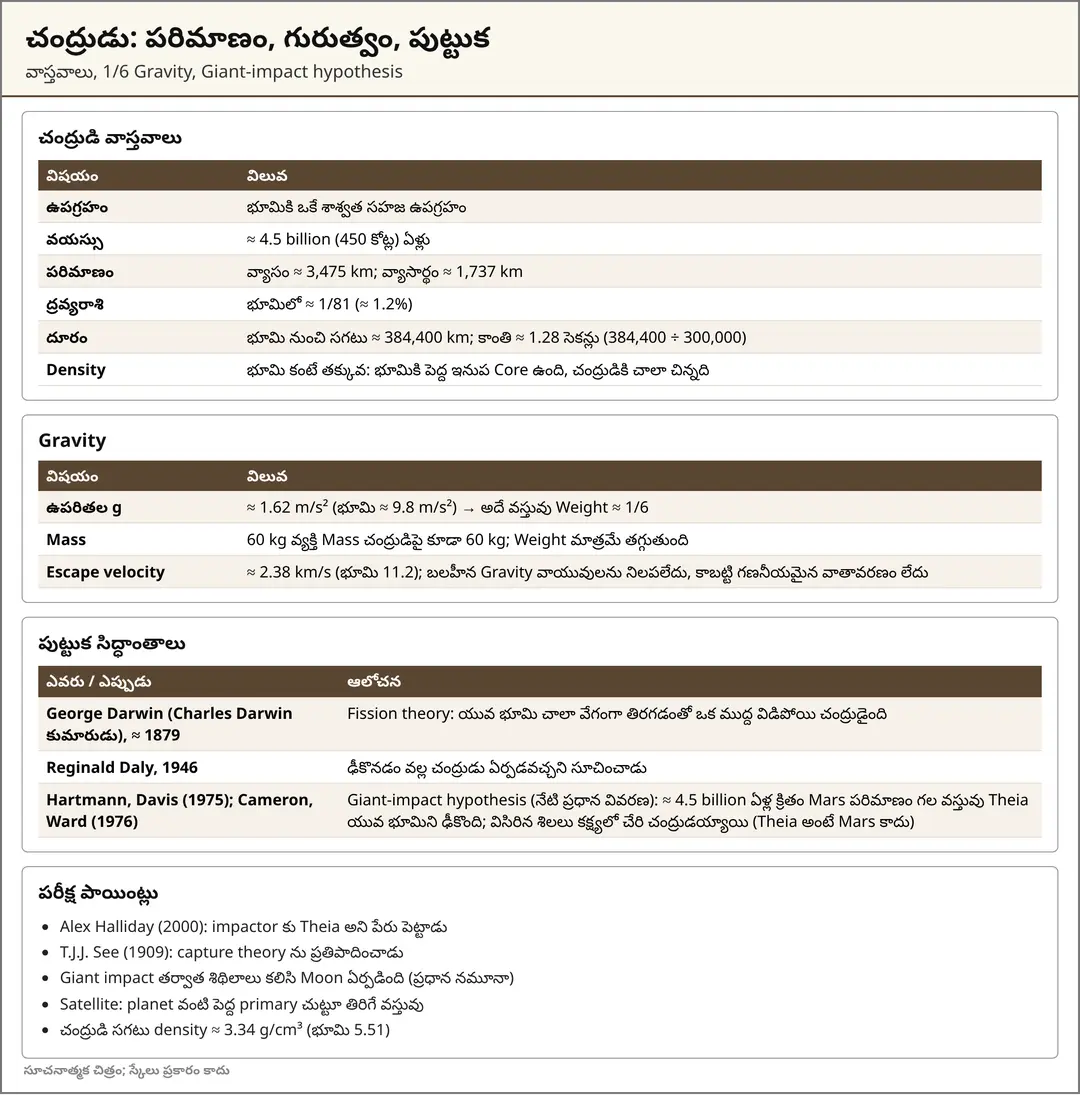 చంద్రుడు: పరిమాణం, గురుత్వం, పుట్టుక
వాస్తవాలు, 1/6 Gravity, Giant-impact hypothesis
చంద్రుడి వాస్తవాలు
విషయం విలువ
ఉపగ్రహం భూమికి ఒకే శాశ్వత సహజ ఉపగ్రహం
వయస్సు ≈ 4.5 billion (450 కోట్ల) ఏళ్లు
పరిమాణం వ్యాసం ≈ 3,475 km; వ్యాసార్థం ≈ 1,737 km
ద్రవ్యరాశి భూమిలో ≈ 1/81 (≈ 1.2%)
దూరం భూమి నుంచి సగటు ≈ 384,400 km; కాంతి ≈ 1.28 సెకన్లు (384,400 ÷ 300,000)
Density భూమి కంటే తక్కువ: భూమికి పెద్ద ఇనుప Core ఉంది, చంద్రుడికి చాలా చిన్నది
Gravity
విషయం విలువ
ఉపరితల g ≈ 1.62 m/s² (భూమి ≈ 9.8 m/s²) → అదే వస్తువు Weight ≈ 1/6
Mass 60 kg వ్యక్తి Mass చంద్రుడిపై కూడా 60 kg; Weight మాత్రమే తగ్గుతుంది
Escape velocity ≈ 2.38 km/s (భూమి 11.2); బలహీన Gravity వాయువులను నిలపలేదు, కాబట్టి గణనీయమైన వాతావరణం లేదు
పుట్టుక సిద్ధాంతాలు
ఎవరు / ఎప్పుడు ఆలోచన
George Darwin (Charles Darwin కుమారుడు), ≈ 1879 Fission theory: యువ భూమి చాలా వేగంగా తిరగడంతో ఒక ముద్ద విడిపోయి చంద్రుడైంది
Reginald Daly, 1946 ఢీకొనడం వల్ల చంద్రుడు ఏర్పడవచ్చని సూచించాడు
Hartmann, Davis (1975); Cameron, Ward (1976) Giant-impact hypothesis (నేటి ప్రధాన వివరణ): ≈ 4.5 billion ఏళ్ల క్రితం Mars పరిమాణం గల వస్తువు Theia
యువ భూమిని ఢీకొంది; విసిరిన శిలలు కక్ష్యలో చేరి చంద్రుడయ్యాయి (Theia అంటే Mars కాదు)
పరీక్ష పాయింట్లు
• Alex Halliday (2000): impactor కు Theia అని పేరు పెట్టాడు
• T.J.J. See (1909): capture theory ను ప్రతిపాదించాడు
• Giant impact తర్వాత శిథిలాలు కలిసి Moon ఏర్పడింది (ప్రధాన నమూనా)
• Satellite: planet వంటి పెద్ద primary చుట్టూ తిరిగే వస్తువు
• చంద్రుడి సగటు density ≈ 3.34 g/cm³ (భూమి 5.51)
సూచనాత్మక చిత్రం; స్కేలు ప్రకారం కాదు